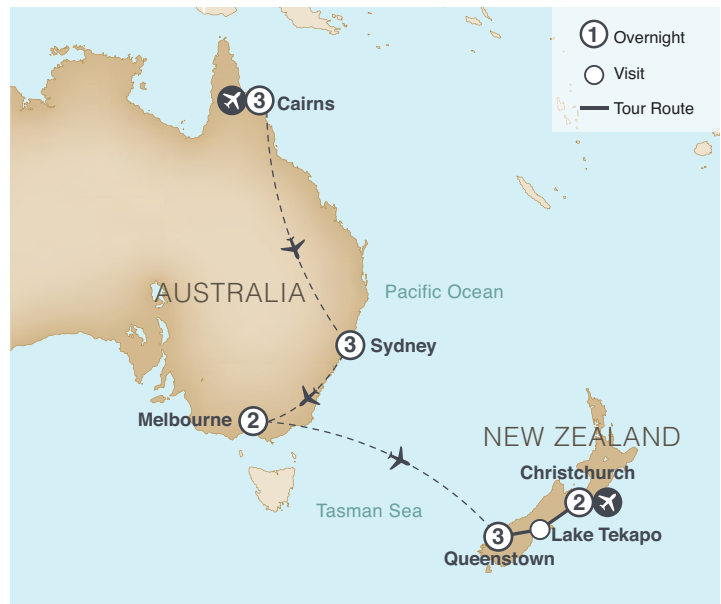 1 Overnight
Visit
Tour Route
3 Cairns
AUSTRALIA
Pacific Ocean
3 Sydney
Melbourne 2
NEW ZEALAND
Christchurch
2
Tasman Sea
Lake Tekapo
3
Queenstown